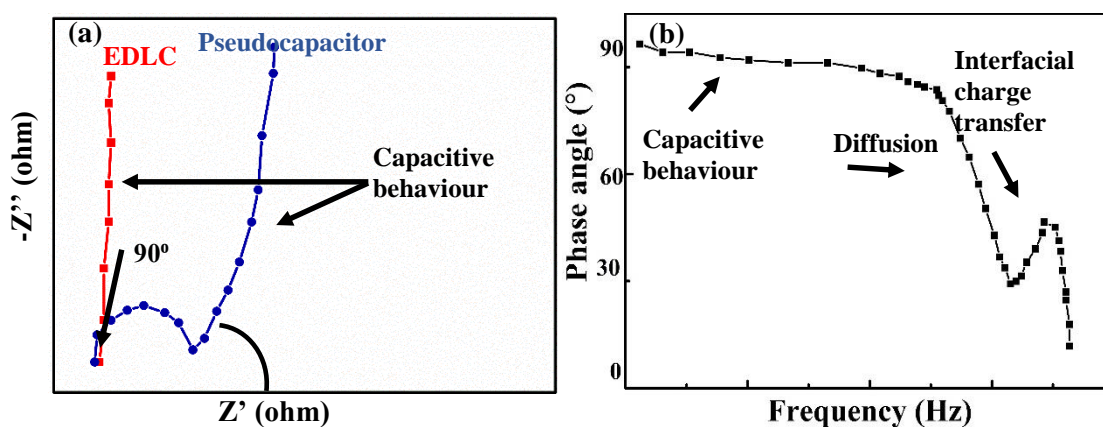 (a)
EDLC
Pseudocapacitor
Capacitive
behaviour
90º
-Z’’ (ohm)
Z’ (ohm)
(b)
Phase angle (°)
90
60
30
0
Capacitive
behaviour
Diffusion
Interfacial
charge
transfer
Frequency (Hz)